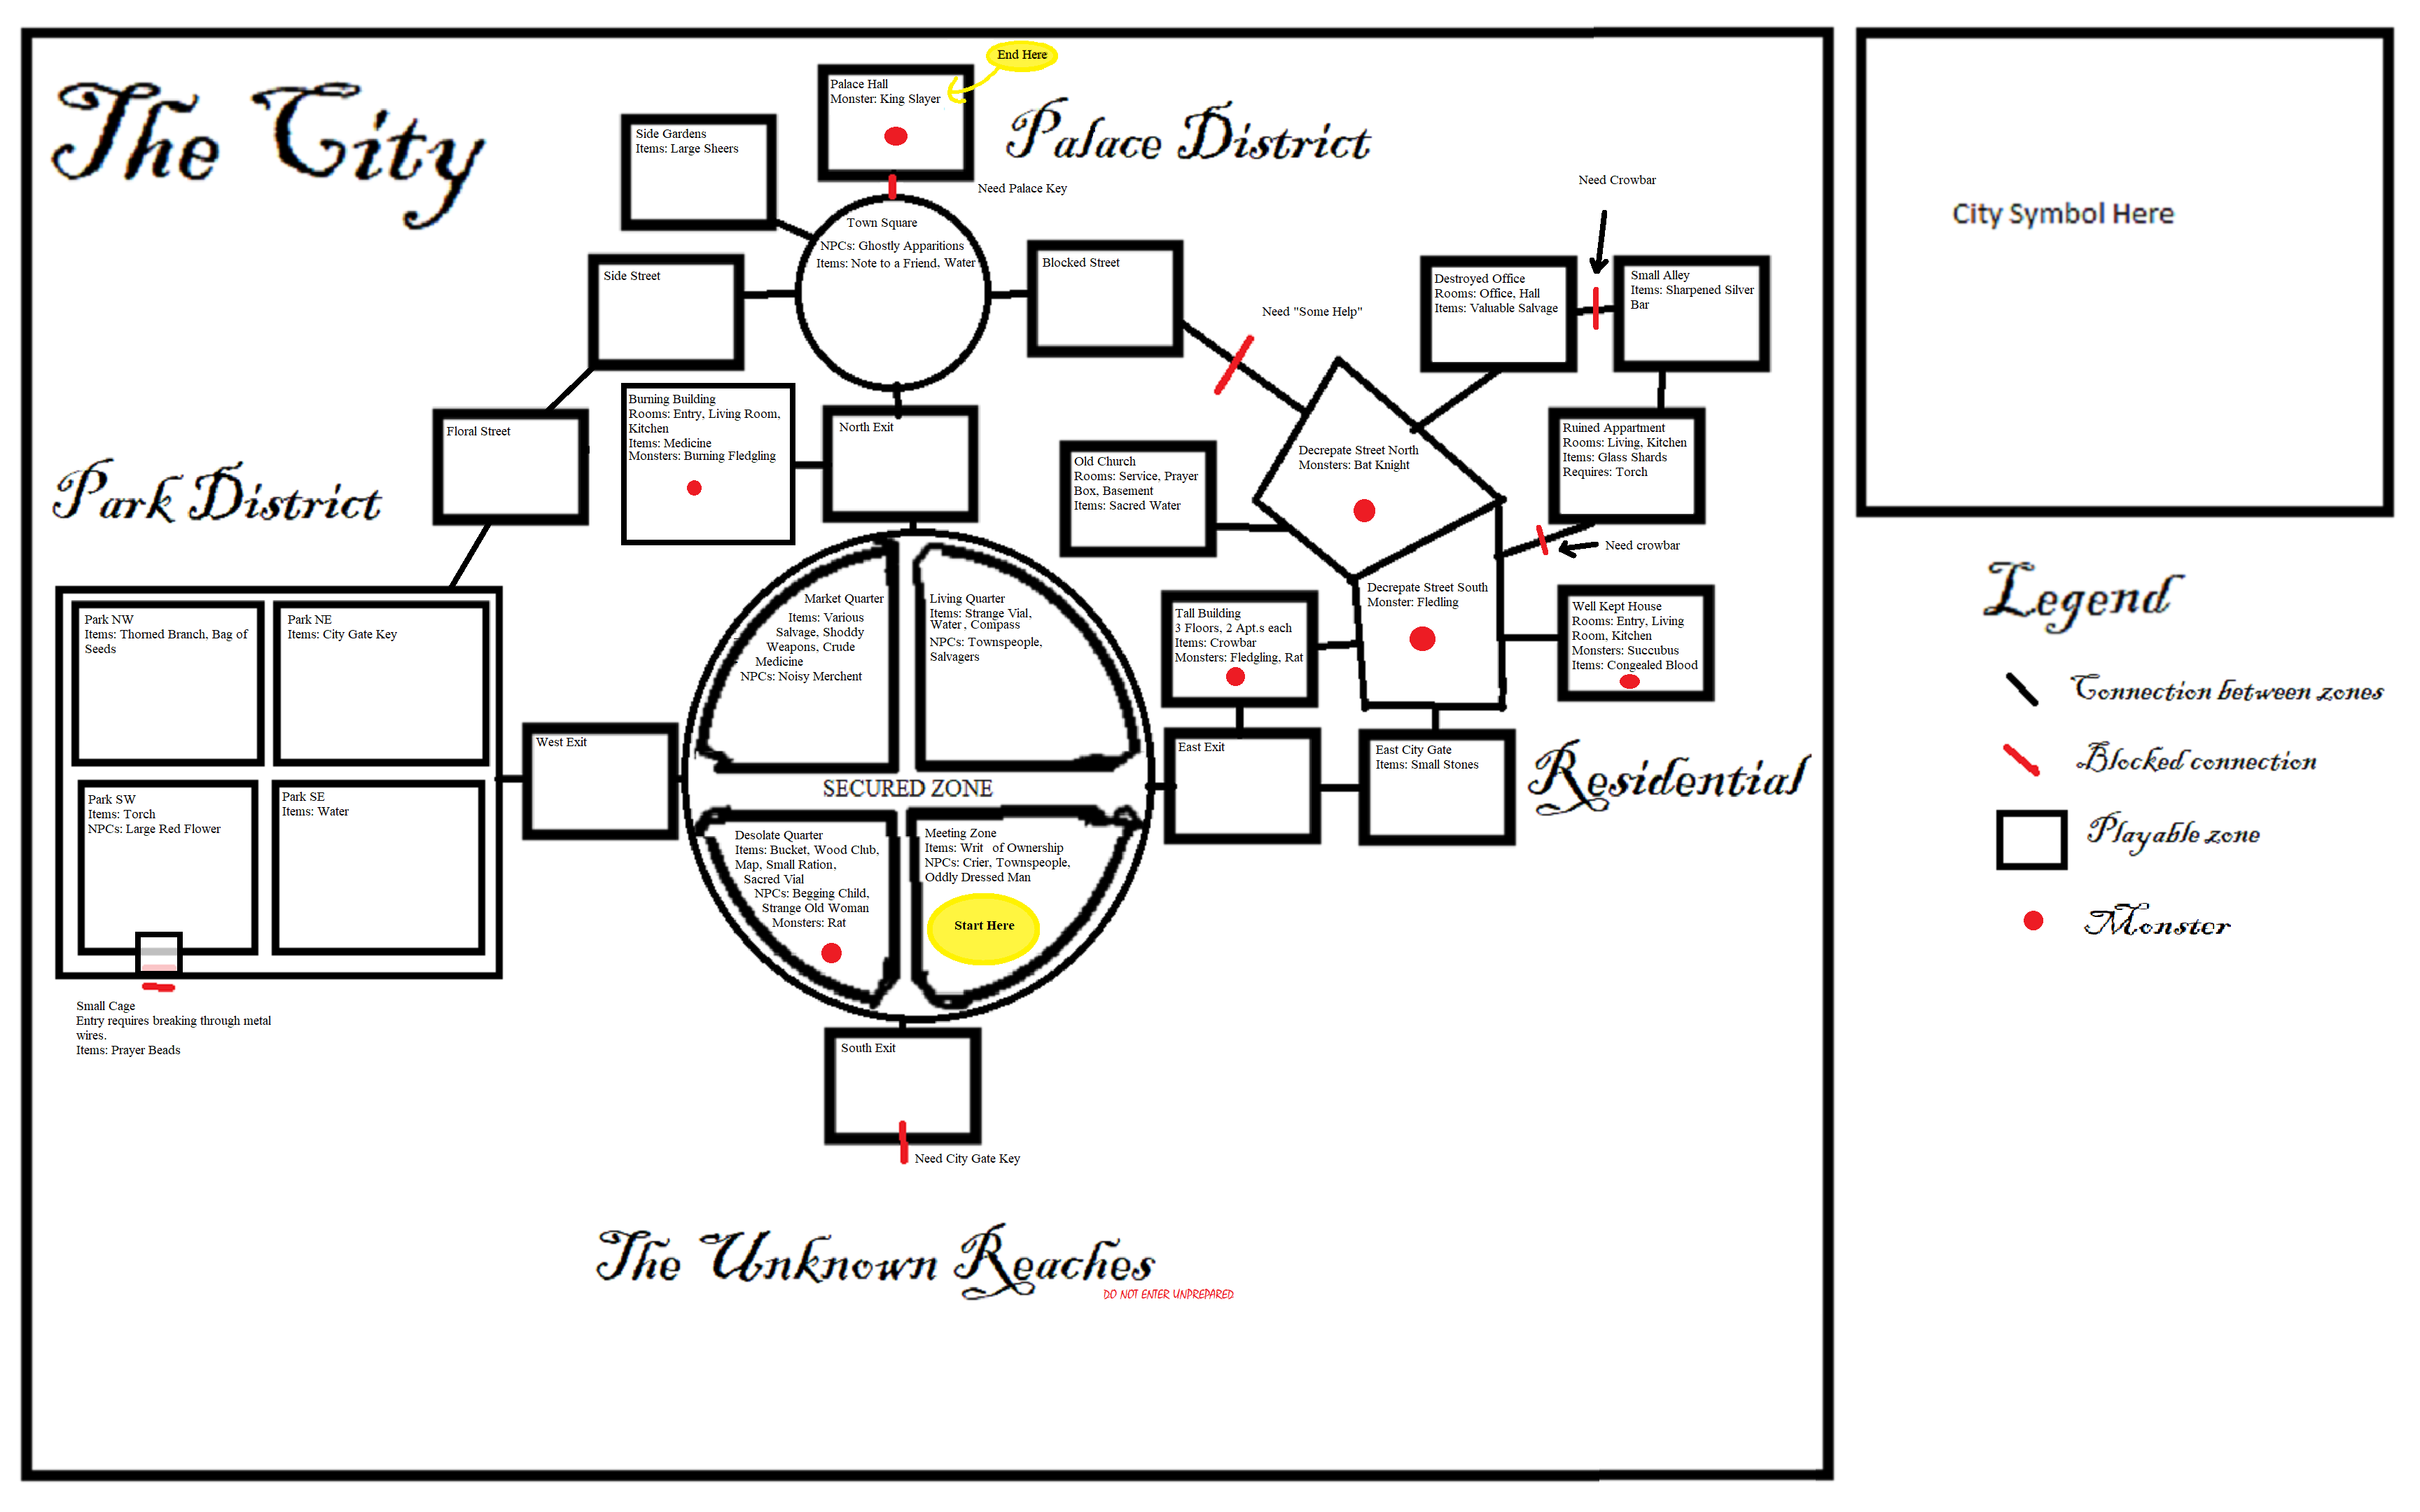 The City
End Here
Palace Hall
Monster: King Slayer
Palace District
Side Gardens
Items: Large Sheers
Need Palace Key
Need Crowbar
City Symbol Here
Town Square
NPCs: Ghostly Apparitions
Items: Note to a Friend, Water
Side Street
Blocked Street
Need "Some Help"
Destroyed Office
Rooms: Office, Hall
Items: Valuable Salvage
Small Alley
Items: Sharpened Silver
Bar
Burning Building
Rooms: Entry, Living Room,
Kitchen
Items: Medicine
Monsters: Burning Fledgling
North Exit
Floral Street
Park District
Old Church
Rooms: Service, Prayer
Box, Basement
Items: Sacred Water
Decrepate Street North
Monsters: Bat Knight
Ruined Appartment
Rooms: Living, Kitchen
Items: Glass Shards
Requires: Torch
Need crowbar
Legend
Connection between zones
Blocked connection
Playable zone
Monster
Park NW
Items: Thorned Branch, Bag of
Seeds
Park NE
Items: City Gate Key
Market Quarter
Items: Various
Salvage, Shoddy
Weapons, Crude
Medicine
NPCs: Noisy Merchent
Living Quarter
Items: Strange Vial,
Water, Compass
NPCs: Townspeople,
Salvagers
Tall Building
3 Floors, 2 Apt.s each
Items: Crowbar
Monsters: Fledgling, Rat
Decrepate Street South
Monster: Fledling
Well Kept House
Rooms: Entry, Living
Room, Kitchen
Monsters: Succubus
Items: Congealed Blood
West Exit
SECURED ZONE
East Exit
East City Gate
Items: Small Stones
Residential
Park SW
Items: Torch
NPCs: Large Red Flower
Park SE
Items: Water
Desolate Quarter
Items: Bucket, Wood Club,
Map, Small Ration,
Sacred Vial
NPCs: Begging Child,
Strange Old Woman
Monsters: Rat
Meeting Zone
Items: Writ of Ownership
NPCs: Crier, Townspeople,
Oddly Dressed Man
Start Here
Small Cage
Entry requires breaking through metal
wires.
Items: Prayer Beads
South Exit
Need City Gate Key
The Unknown Reaches
DO NOT ENTER UNPREPARED